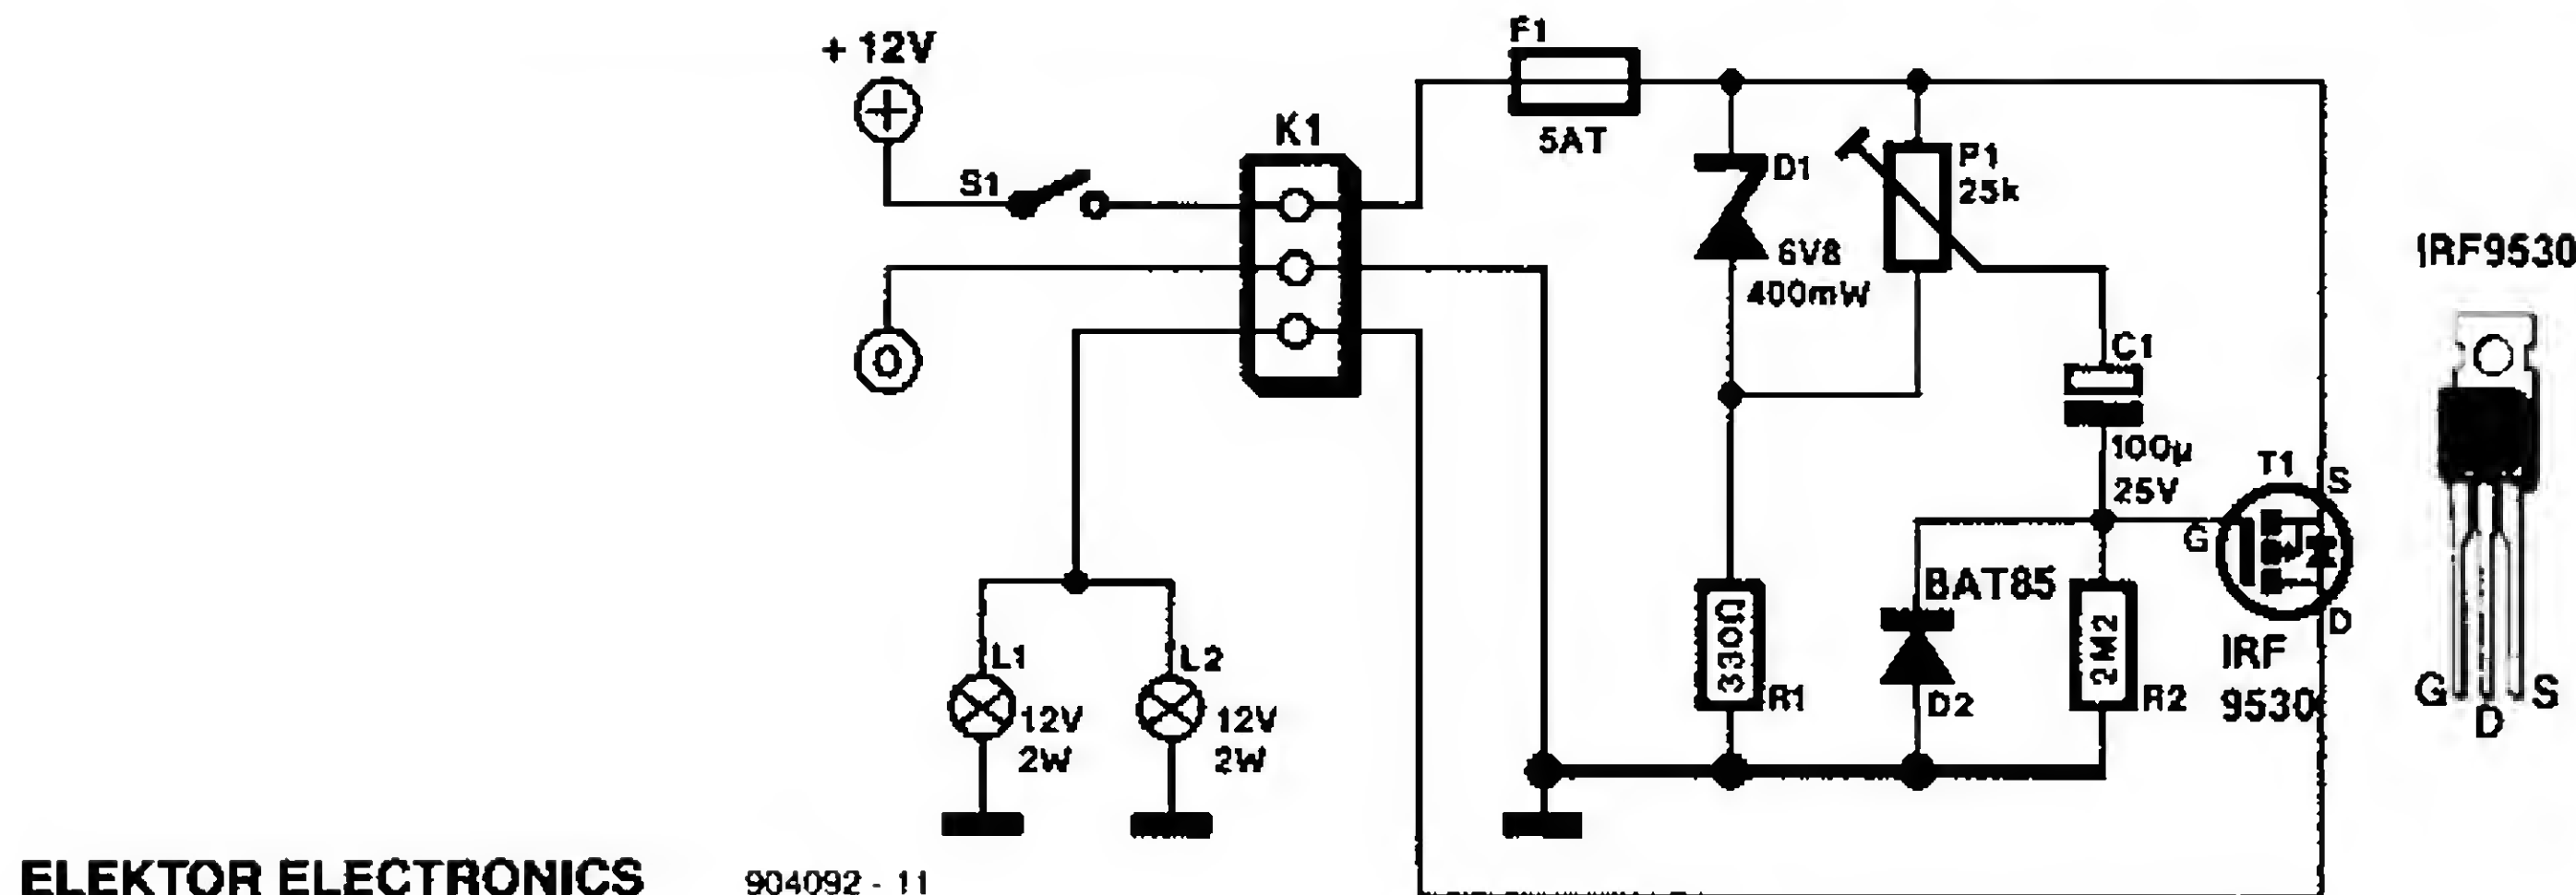 + 12V
+
S1
K1
F1
5AT
D1
6V8
400mW
P1
25k
C1
100µ
25V
T1
S
G
D
IRF
9530
O
L1
12V
2W
L2
12V
2W
330Ω
R1
BAT85
D2
2M2
R2
IRF9530
G
D
S
ELEKTOR ELECTRONICS
904092 - 11